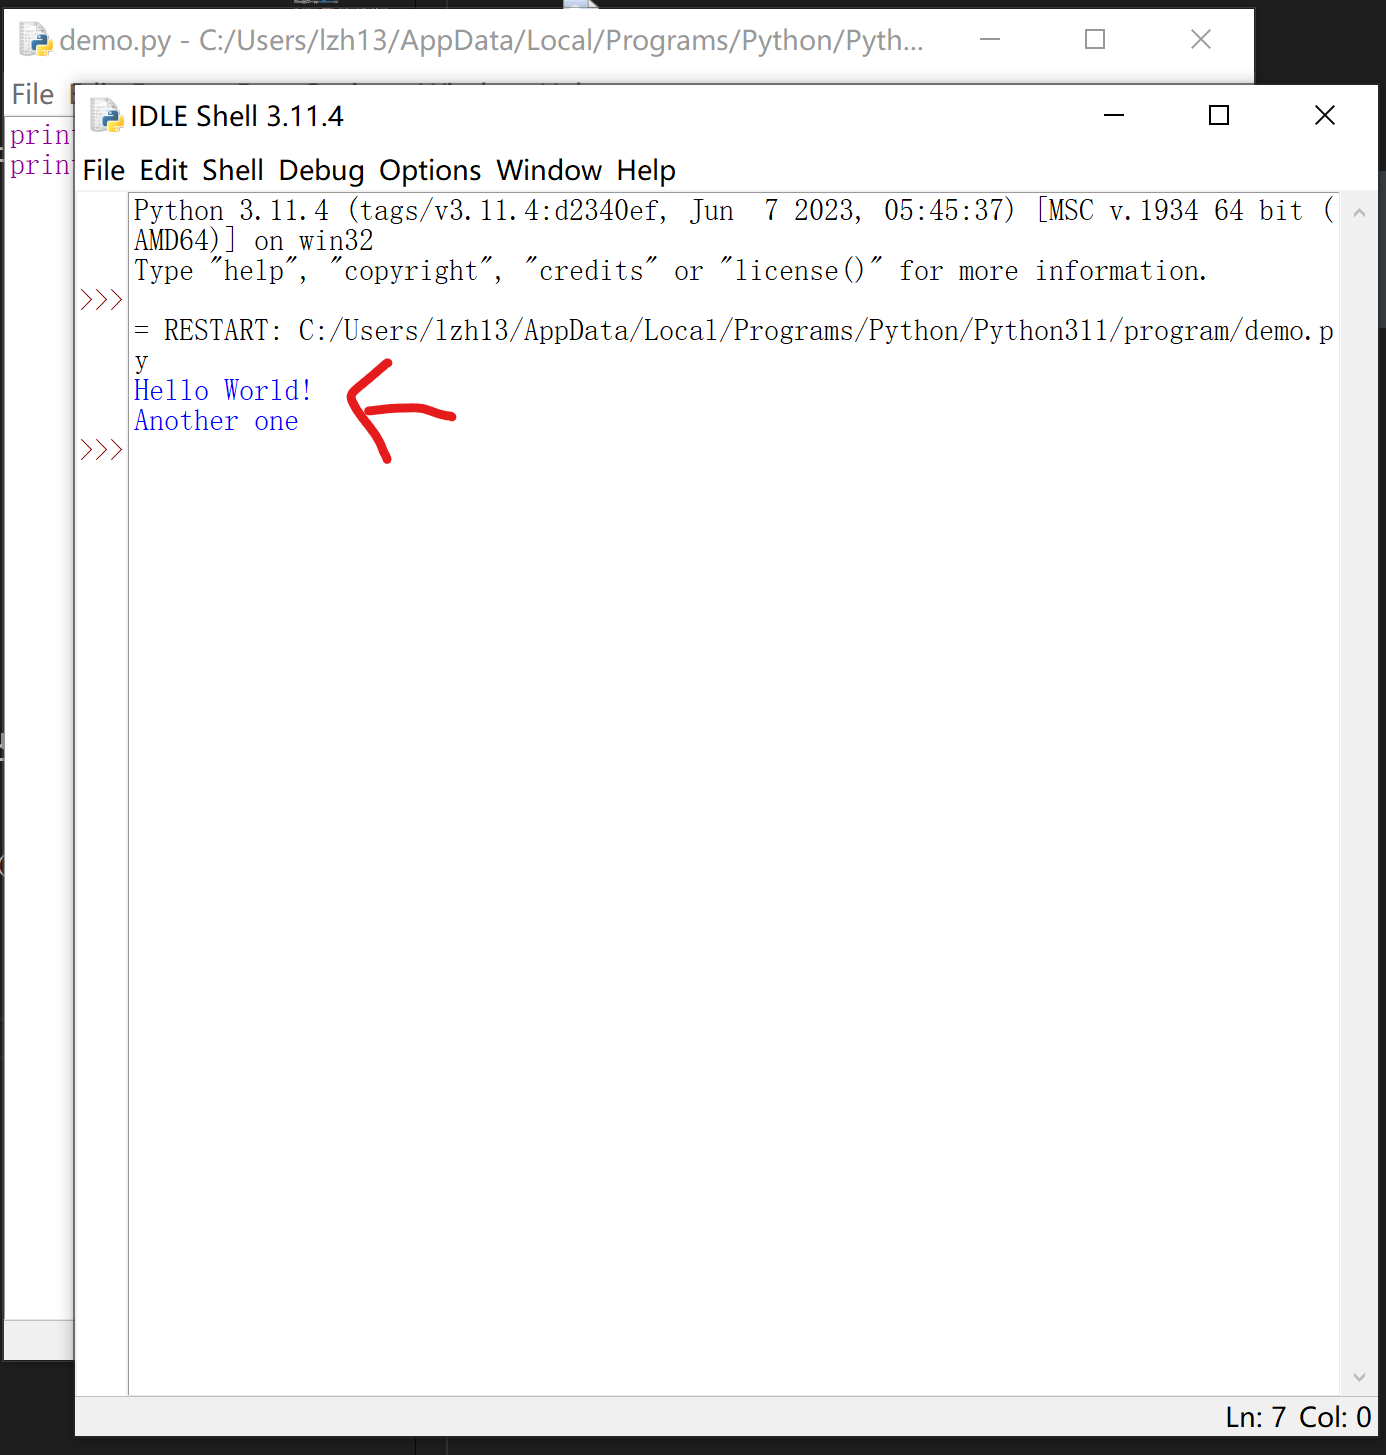 demo.py - C:/Users/lzh13/AppData/Local/Programs/Python/Pyth...
File
print
print
IDLE Shell 3.11.4
File Edit Shell Debug Options Window Help
Python 3.11.4 (tags/v3.11.4:d2340ef, Jun  7 2023, 05:45:37) [MSC v.1934 64 bit (
AMD64)] on win32
Type "help", "copyright", "credits" or "license()" for more information.
>>>
= RESTART: C:/Users/lzh13/AppData/Local/Programs/Python/Python311/program/demo.p
y
Hello World!
Another one
>>>
Ln: 7 Col: 0